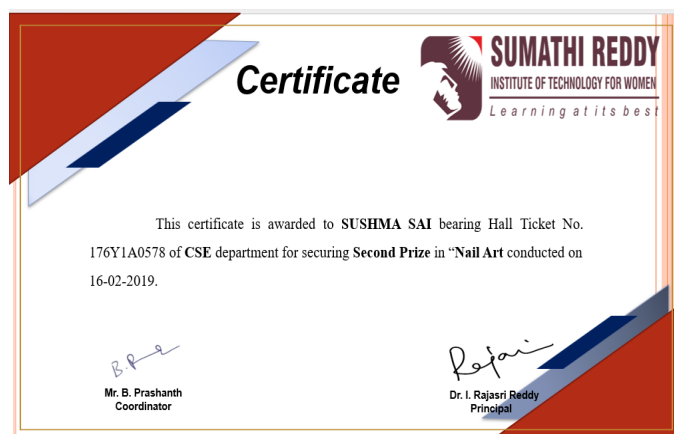 Certificate
SUMATHI REDDY
INSTITUTE OF TECHNOLOGY FOR WOMEN
Learning at its best
This certificate is awarded to SUSHMA SAI bearing Hall Ticket No.
176Y1A0578 of CSE department for securing Second Prize in “Nail Art conducted on
16-02-2019.
B.P
Rajasri
Mr. B. Prashanth
Coordinator
Dr. I. Rajasri Reddy
Principal